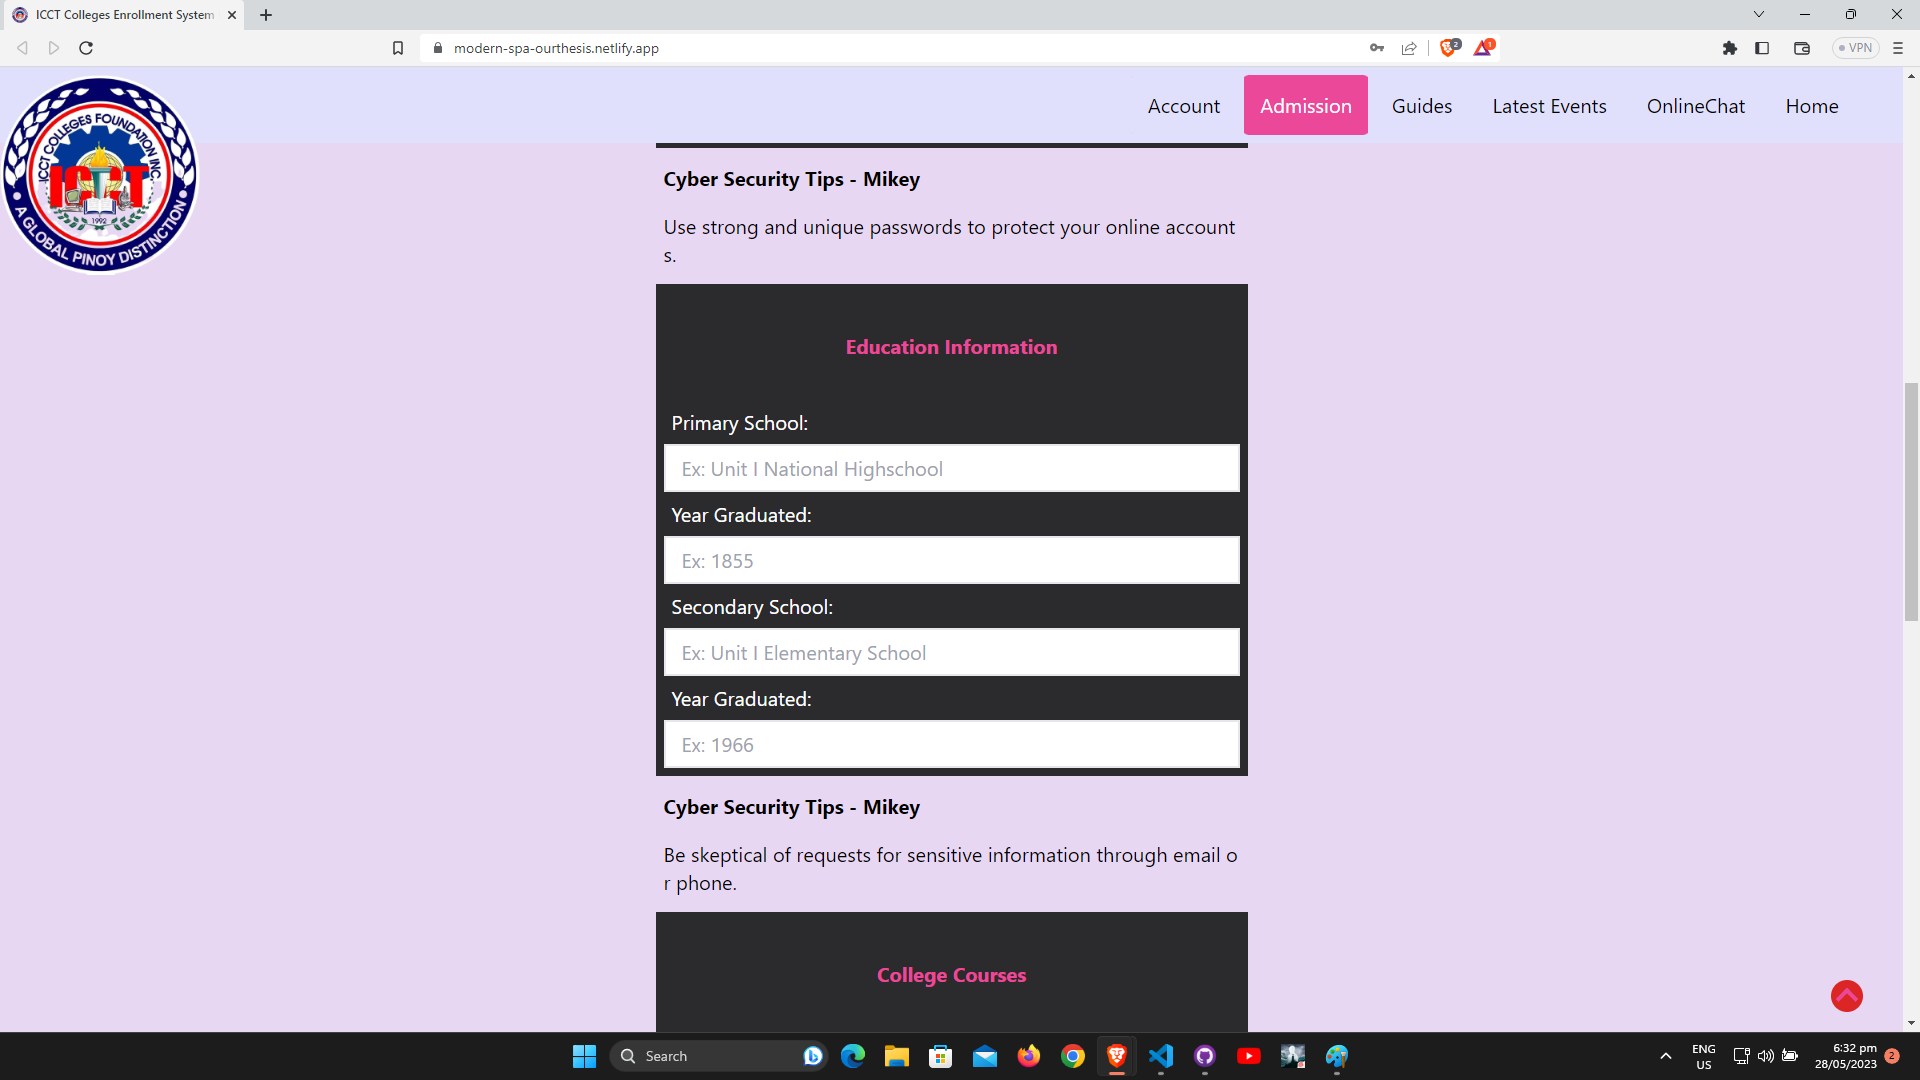 ICCT Colleges Enrollment System
modern-spa-ourthesis.netlify.app
2
1
VPN
ICCT COLLEGES FOUNDATION INC.
ICCT
1992
A GLOBAL PINOY DISTINCTION
Account
Admission
Guides
Latest Events
OnlineChat
Home
Cyber Security Tips - Mikey
Use strong and unique passwords to protect your online account
s.
Education Information
Primary School:
Ex: Unit I National Highschool
Year Graduated:
Ex: 1855
Secondary School:
Ex: Unit I Elementary School
Year Graduated:
Ex: 1966
Cyber Security Tips - Mikey
Be skeptical of requests for sensitive information through email o
r phone.
College Courses
Search
ENG
US
6:32 pm
28/05/2023
2